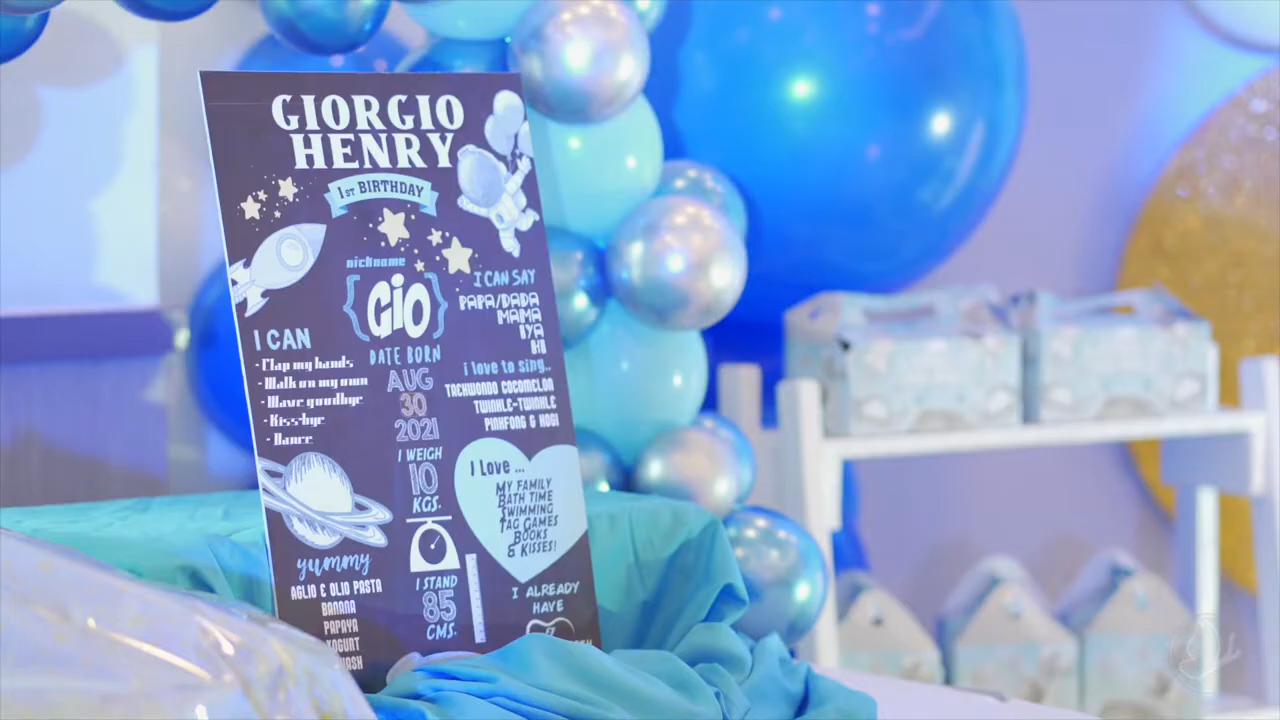 GIORGIO
HENRY
1ST BIRTHDAY
nickname
{GIO}
I CAN
- Clap my hands
- Walk on my own
- Wave goodbye
- Kiss-bye
- Dance
DATE BORN
AUG
30
2021
I WEIGH
10
KGS.
I STAND
85
CMS.
I CAN SAY
PAPA/DADA
MAMA
IYA
i love to sing..
TAEKWONDO COCOMELON
TWINKLE-TWINKLE
PINKFONG & HOGI
I Love ...
MY FAMILY
BATH TIME
SWIMMING
TAG GAMES
BOOKS
& KISSES!
yummy
AGLIO E OLIO PASTA
BANANA
PAPAYA
YOGURT
I ALREADY
HAVE